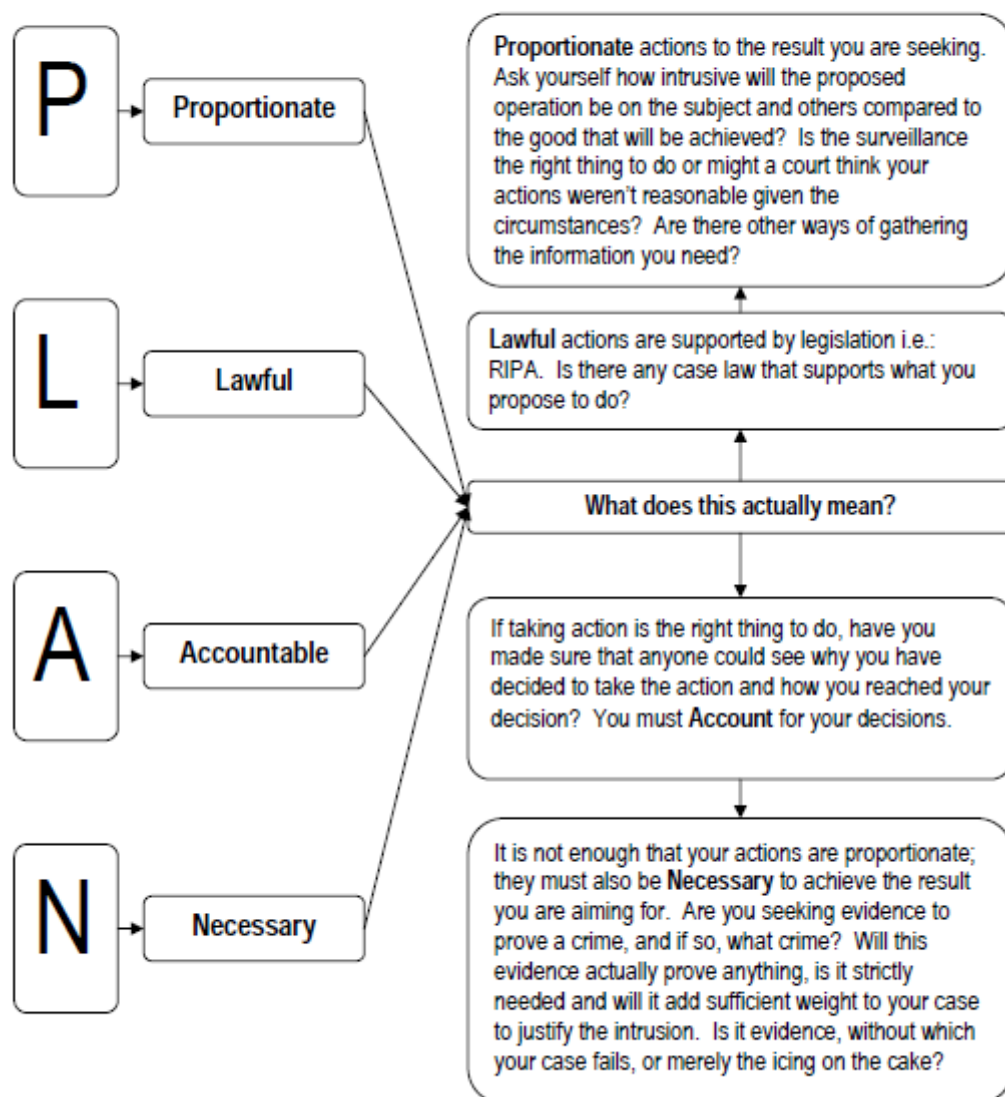 P
Proportionate
L
Lawful
A
Accountable
N
Necessary
Proportionate actions to the result you are seeking.
Ask yourself how intrusive will the proposed
operation be on the subject and others compared to
the good that will be achieved? Is the surveillance
the right thing to do or might a court think your
actions weren't reasonable given the
circumstances? Are there other ways of gathering
the information you need?
Lawful actions are supported by legislation i.e.:
RIPA. Is there any case law that supports what you
propose to do?
What does this actually mean?
If taking action is the right thing to do, have you
made sure that anyone could see why you have
decided to take the action and how you reached your
decision? You must Account for your decisions.
It is not enough that your actions are proportionate;
they must also be Necessary to achieve the result
you are aiming for. Are you seeking evidence to
prove a crime, and if so, what crime? Will this
evidence actually prove anything, is it strictly
needed and will it add sufficient weight to your case
to justify the intrusion. Is it evidence, without which
your case fails, or merely the icing on the cake?